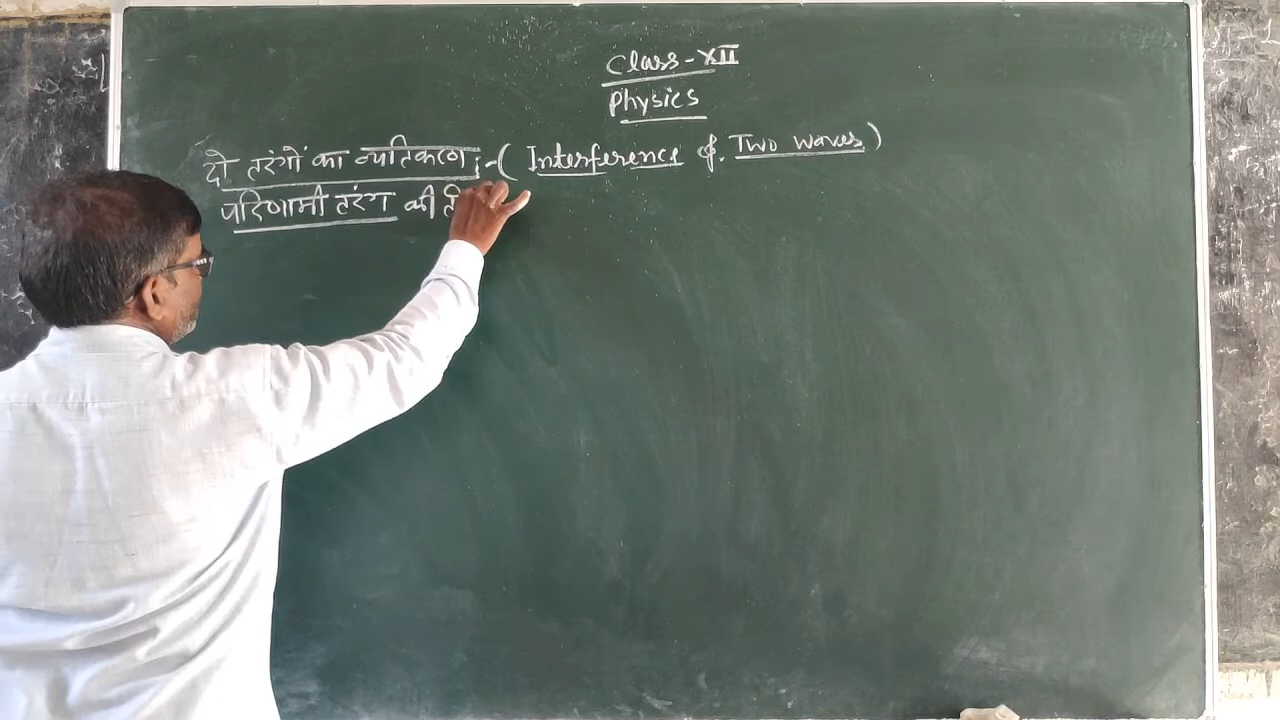 Class-XII
Physics
दो तरंगों का व्यतिकरण :-( Interference of Two waves)
परिणामी तरंग की